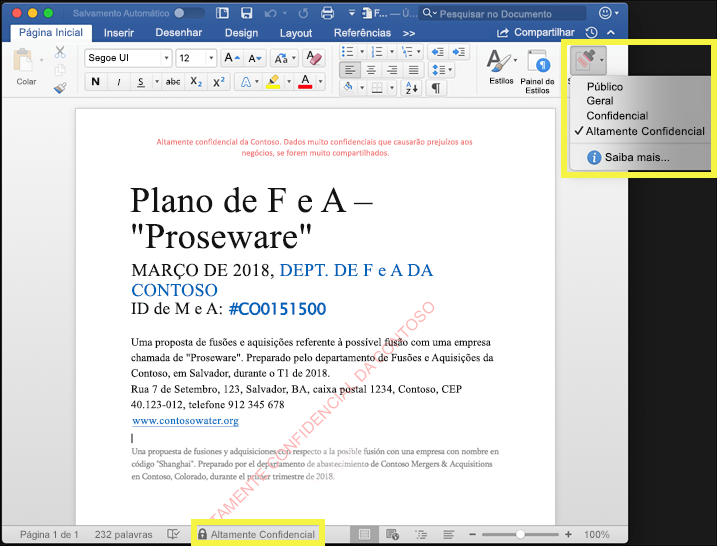 Salvamento Automático
F...
— Ú...
Pesquisar no Documento
Página Inicial Inserir Desenhar Design Layout Referências >> Compartilhar
Colar
Segoe UI 12
Estilos
Painel de
Estilos
N I S abc X₂ X²
Público
Geral
Confidencial
✓ Altamente Confidencial
Saiba mais...
Altamente confidencial da Contoso. Dados muito confidenciais que causarão prejuízos aos
negócios, se forem muito compartilhados.
Plano de F e A –
"Proseware"
MARÇO DE 2018, DEPT. DE F e A DA
CONTOSO
ID de M e A: #CO0151500
Uma proposta de fusões e aquisições referente à possível fusão com uma empresa
chamada de "Proseware". Preparado pelo departamento de Fusões e Aquisições da
Contoso, em Salvador, durante o T1 de 2018.
Rua 7 de Setembro, 123, Salvador, BA, caixa postal 1234, Contoso, CEP
40.123-012, telefone 912 345 678
www.contosowater.org
Una propuesta de fusiones y adquisiciones con respecto a la posible fusión con una empresa con nombre en
código "Shanghai". Preparado por el departamento de abastecimiento de Contoso Mergers & Acquisitions
en Contoso, Colorado, durante el primer trimestre de 2018.
TAMENTE CONFIDENCIAL DA CONTOSO
Página 1 de 1 232 palavras Altamente Confidencial 100%